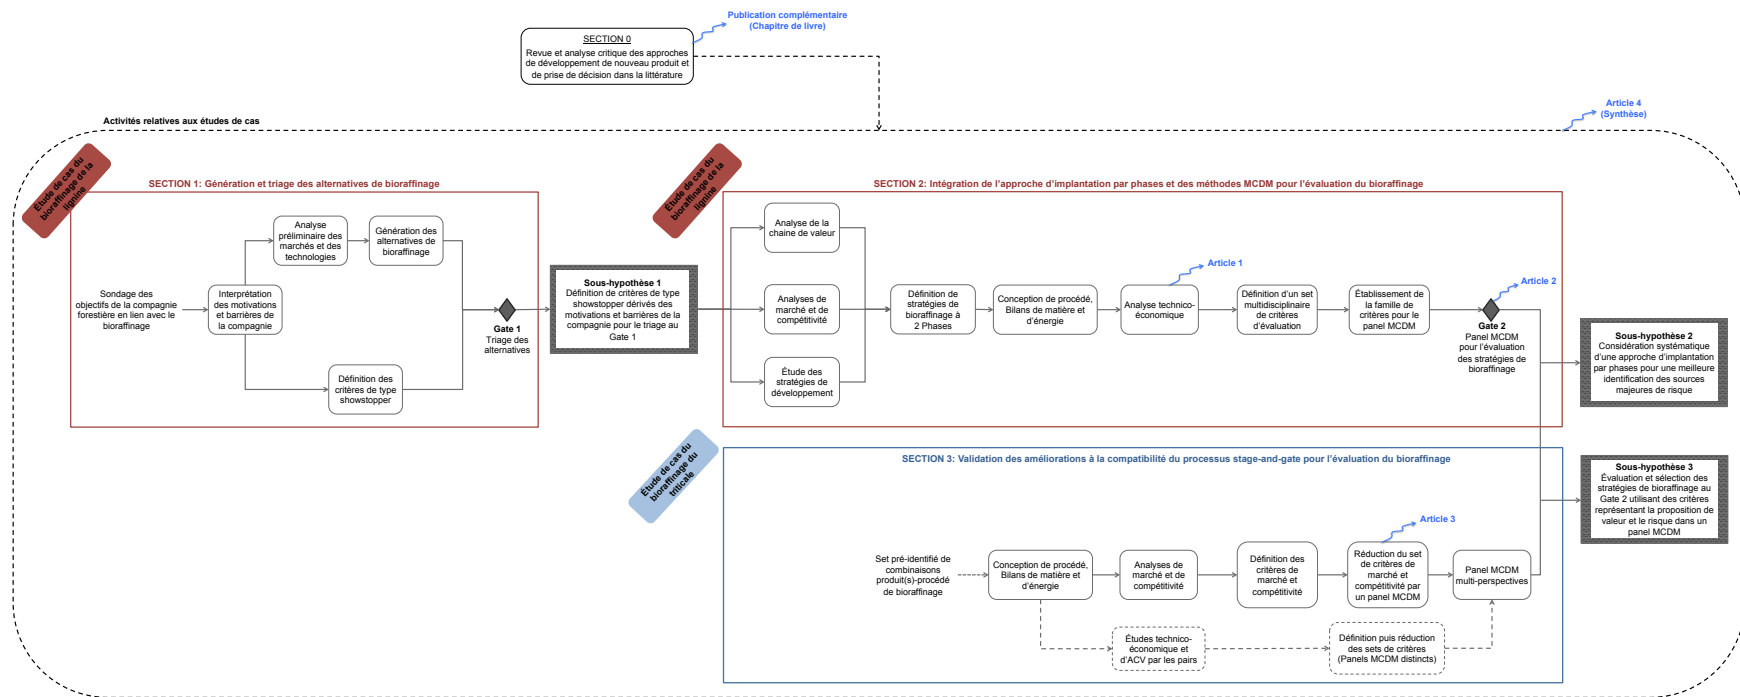 Publication complémentaire
(Chapitre de livre)
SECTION 0
Revue et analyse critique des approches
de développement de nouveau produit et
de prise de décision dans la littérature
Article 4
(Synthèse)
Activités relatives aux études de cas
Étude de cas du
bioraffinage de la
lignine
SECTION 1: Génération et triage des alternatives de bioraffinage
Sondage des
objectifs de la compagnie
forestière en lien avec le
bioraffinage
Interprétation
des motivations
et barrières de
la compagnie
Analyse
préliminaire des
marchés et des
technologies
Génération des
alternatives de
bioraffinage
Définition des
critères de type
showstopper
Gate 1
Triage des
alternatives
Sous-hypothèse 1
Définition de critères de type
showstopper dérivés des
motivations et barrières de la
compagnie pour le triage au
Gate 1
Étude de cas du
bioraffinage de la
lignine
SECTION 2: Intégration de l'approche d'implantation par phases et des méthodes MCDM pour l'évaluation du bioraffinage
Analyse de la
chaine de valeur
Analyses de
marché et de
compétitivité
Étude des
stratégies de
développement
Définition de
stratégies de
bioraffinage à
2 Phases
Conception de procédé,
Bilans de matière et
d'énergie
Article 1
Analyse technico-
économique
Définition d'un set
multidisciplinaire
de critères
d'évaluation
Établissement de
la famille de
critères pour le
panel MCDM
Article 2
Gate 2
Panel MCDM
pour l'évaluation
des stratégies de
bioraffinage
Sous-hypothèse 2
Considération systématique
d'une approche d'implantation
par phases pour une meilleure
identification des sources
majeures de risque
Étude de cas du
bioraffinage du
triticale
SECTION 3: Validation des améliorations à la compatibilité du processus stage-and-gate pour l'évaluation du bioraffinage
Set pré-identifié de
combinaisons
produit(s)-procédé
de bioraffinage
Conception de procédé,
Bilans de matière et
d'énergie
Analyses de
marché et de
compétitivité
Définition des
critères de
marché et
compétitivité
Article 3
Réduction du set
de critères de
marché et
compétitivité par
un panel MCDM
Panel MCDM
multi-perspectives
Études technico-
économique et
d'ACV par les pairs
Définition puis réduction
des sets de critères
(Panels MCDM distincts)
Sous-hypothèse 3
Évaluation et sélection des
stratégies de bioraffinage au
Gate 2 utilisant des critères
représentant la proposition de
valeur et le risque dans un
panel MCDM